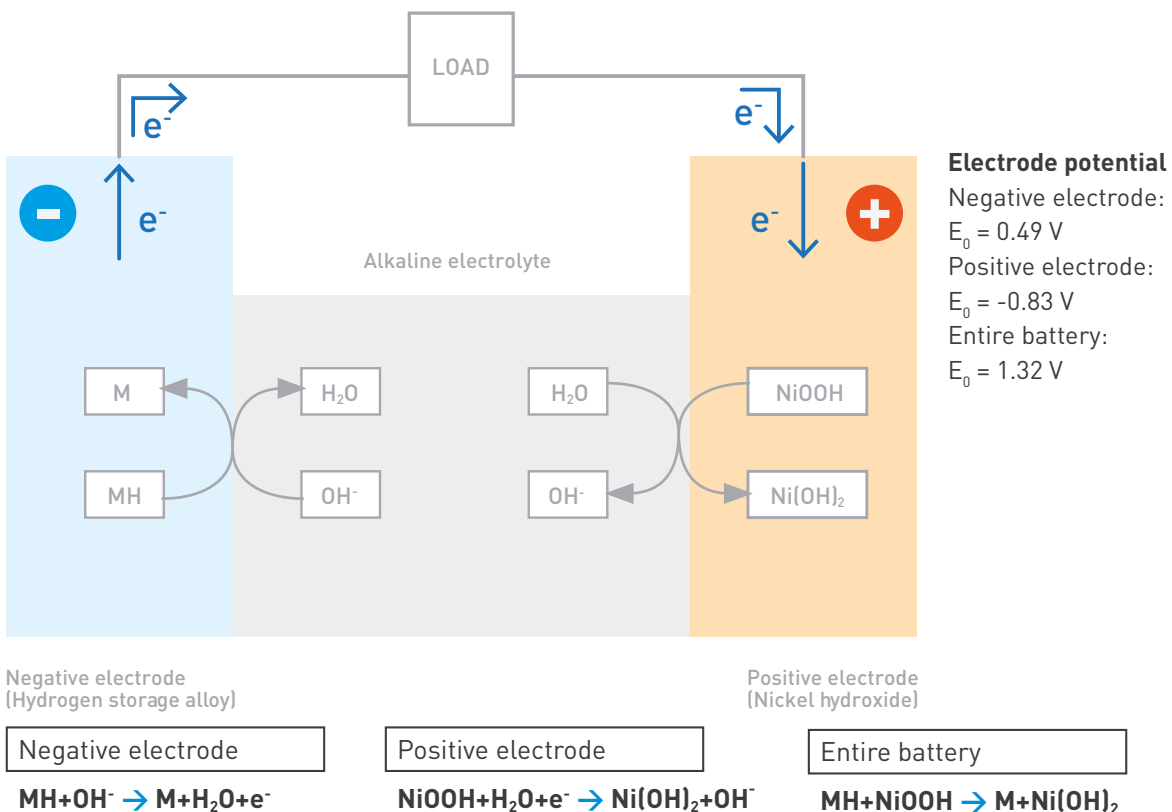 LOAD
e⁻
e⁻
-
e⁻
e⁻
+
Alkaline electrolyte
Electrode potential
Negative electrode:
E₀ = 0.49 V
Positive electrode:
E₀ = -0.83 V
Entire battery:
E₀ = 1.32 V
M
H₂O
H₂O
NiOOH
MH
OH⁻
OH⁻
Ni(OH)₂
Negative electrode
(Hydrogen storage alloy)
Positive electrode
(Nickel hydroxide)
Negative electrode
MH+OH⁻ → M+H₂O+e⁻
Positive electrode
NiOOH+H₂O+e⁻ → Ni(OH)₂+OH⁻
Entire battery
MH+NiOOH → M+Ni(OH)₂